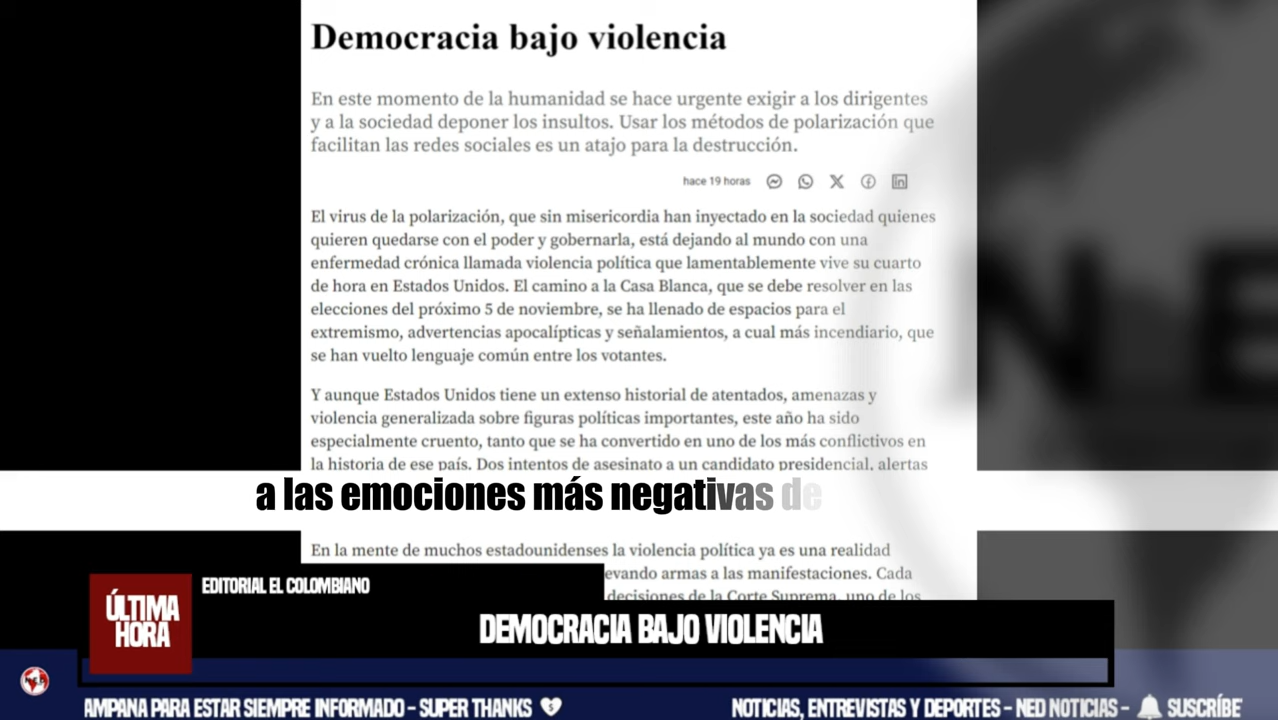 Democracia bajo violencia
En este momento de la humanidad se hace urgente exigir a los dirigentes
y a la sociedad deponer los insultos. Usar los métodos de polarización que
facilitan las redes sociales es un atajo para la destrucción.
hace 19 horas
El virus de la polarización, que sin misericordia han inyectado en la sociedad quienes
quieren quedarse con el poder y gobernarla, está dejando al mundo con una
enfermedad crónica llamada violencia política que lamentablemente vive su cuarto
de hora en Estados Unidos. El camino a la Casa Blanca, que se debe resolver en las
elecciones del próximo 5 de noviembre, se ha llenado de espacios para el
extremismo, advertencias apocalípticas y señalamientos, a cual más incendiario, que
se han vuelto lenguaje común entre los votantes.
Y aunque Estados Unidos tiene un extenso historial de atentados, amenazas y
violencia generalizada sobre figuras políticas importantes, este año ha sido
especialmente cruento, tanto que se ha convertido en uno de los más conflictivos en
la historia de ese país. Dos intentos de asesinato a un candidato presidencial, alertas
a las emociones más negativas de
En la mente de muchos estadounidenses la violencia política ya es una realidad
evando armas a las manifestaciones. Cada
decisiones de la Corte Suprema, uno de los
EDITORIAL EL COLOMBIANO
ÚLTIMA
HORA
DEMOCRACIA BAJO VIOLENCIA
AMPANA PARA ESTAR SIEMPRE INFORMADO - SUPER THANKS
NOTICIAS, ENTREVISTAS Y DEPORTES - NED NOTICIAS -
SUSCRÍBE
NE